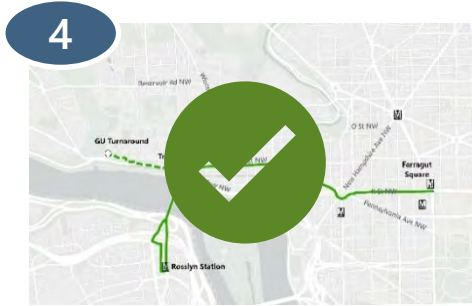 4
Reservoir Rd NW
O St NW
GU Turnaround
New Hampshire Ave NW
Farragut
Square
K St NW
Pennsylvania Ave NW
Rosslyn Station